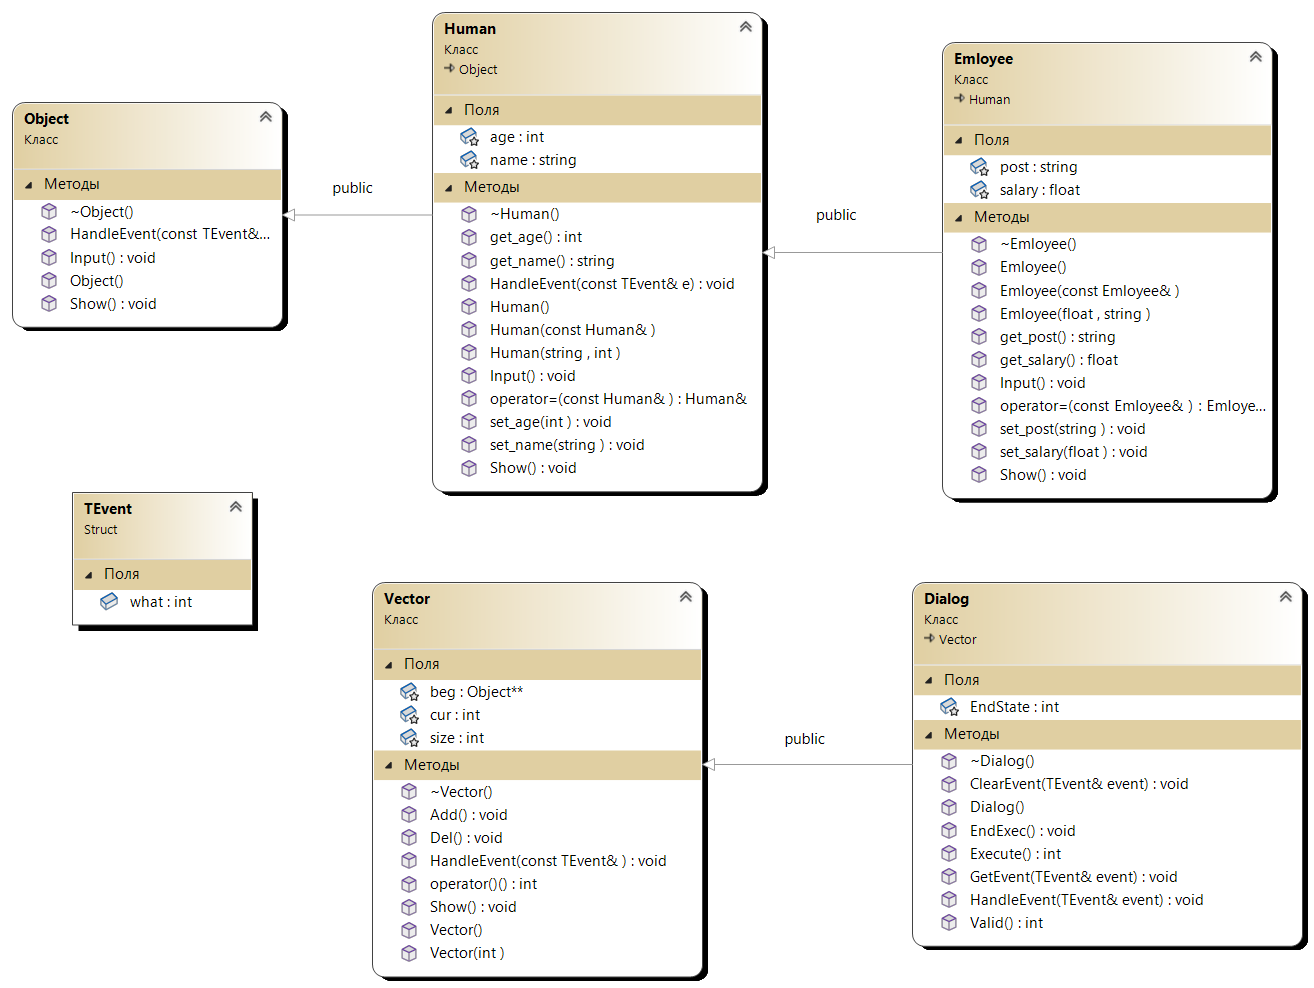 Object
Класс
Методы
~Object()
HandleEvent(const TEvent&...
Input() : void
Object()
Show() : void
public
Human
Класс
Object
Поля
age : int
name : string
Методы
~Human()
get_age() : int
get_name() : string
HandleEvent(const TEvent& e) : void
Human()
Human(const Human& )
Human(string , int )
Input() : void
operator=(const Human& ) : Human&
set_age(int ) : void
set_name(string ) : void
Show() : void
public
Emloyee
Класс
Human
Поля
post : string
salary : float
Методы
~Emloyee()
Emloyee()
Emloyee(const Emloyee& )
Emloyee(float , string )
get_post() : string
get_salary() : float
Input() : void
operator=(const Emloyee& ) : Emloye...
set_post(string ) : void
set_salary(float ) : void
Show() : void
TEvent
Struct
Поля
what : int
Vector
Класс
Поля
beg : Object**
cur : int
size : int
Методы
~Vector()
Add() : void
Del() : void
HandleEvent(const TEvent& ) : void
operator()() : int
Show() : void
Vector()
Vector(int )
public
Dialog
Класс
Vector
Поля
EndState : int
Методы
~Dialog()
ClearEvent(TEvent& event) : void
Dialog()
EndExec() : void
Execute() : int
GetEvent(TEvent& event) : void
HandleEvent(TEvent& event) : void
Valid() : int